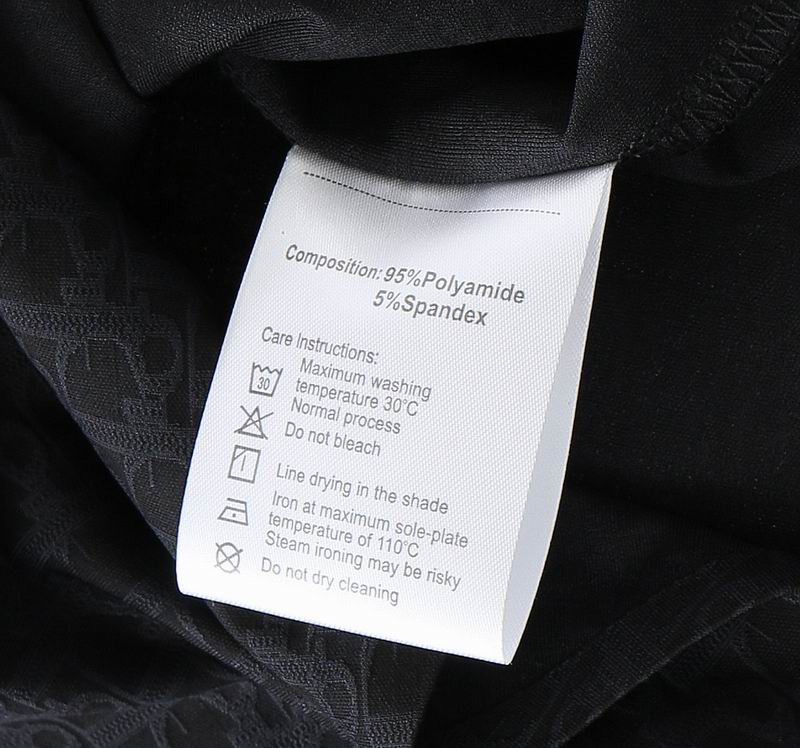 Composition: 95%Polyamide
5%Spandex
Care Instructions:
30
Maximum washing
temperature 30°C
Normal process
Do not bleach
Line drying in the shade
Iron at maximum sole-plate
temperature of 110°C
Steam ironing may be risky
Do not dry cleaning